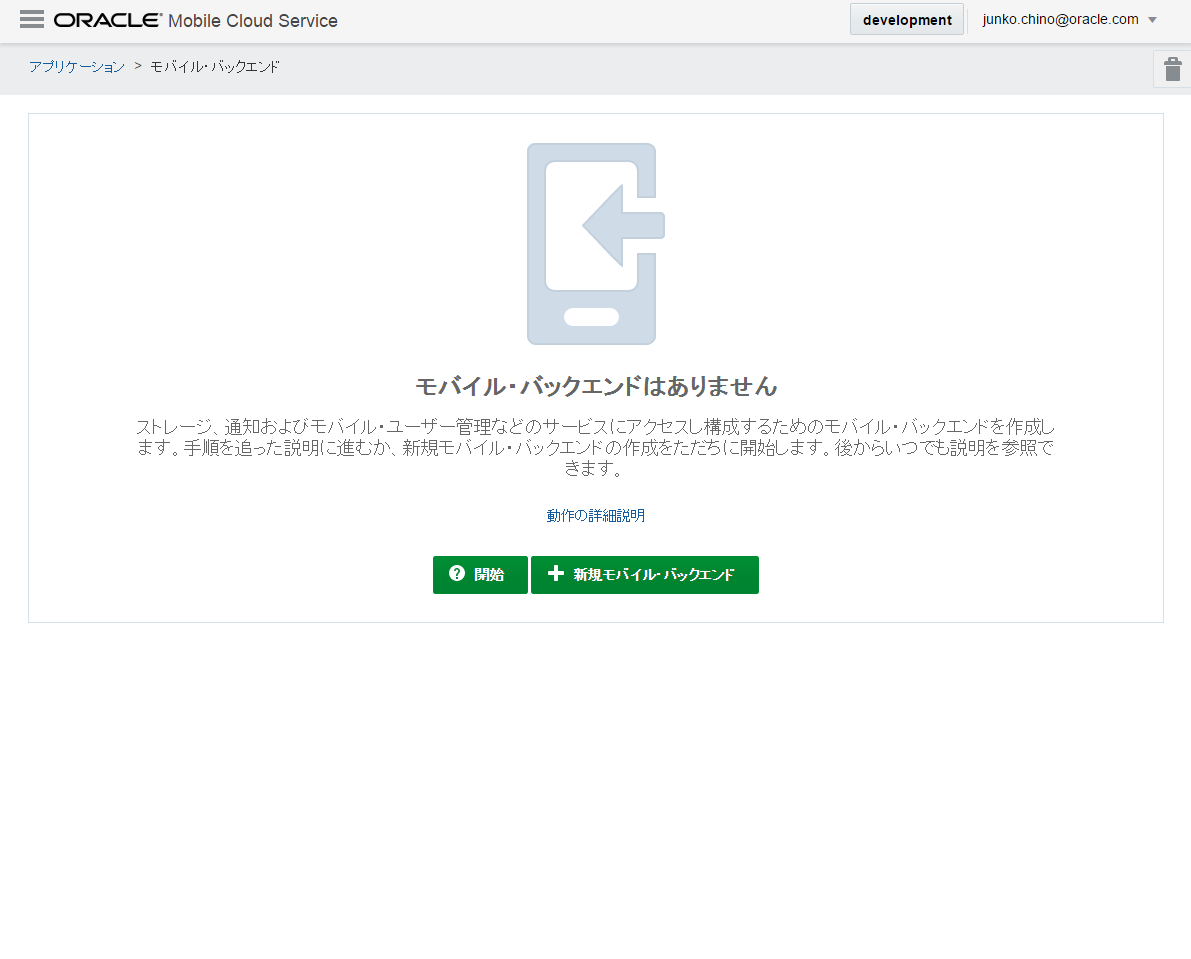 ORACLE® Mobile Cloud Service
development
junko.chino@oracle.com
アプリケーション > モバイル・バックエンド
モバイル・バックエンドはありません
ストレージ、通知およびモバイル・ユーザー管理などのサービスにアクセスし構成するためのモバイル・バックエンドを作成し
ます。手順を追った説明に進むか、新規モバイル・バックエンドの作成をただちに開始します。後からいつでも説明を参照で
きます。
動作の詳細説明
開始
新規モバイル・バックエンド